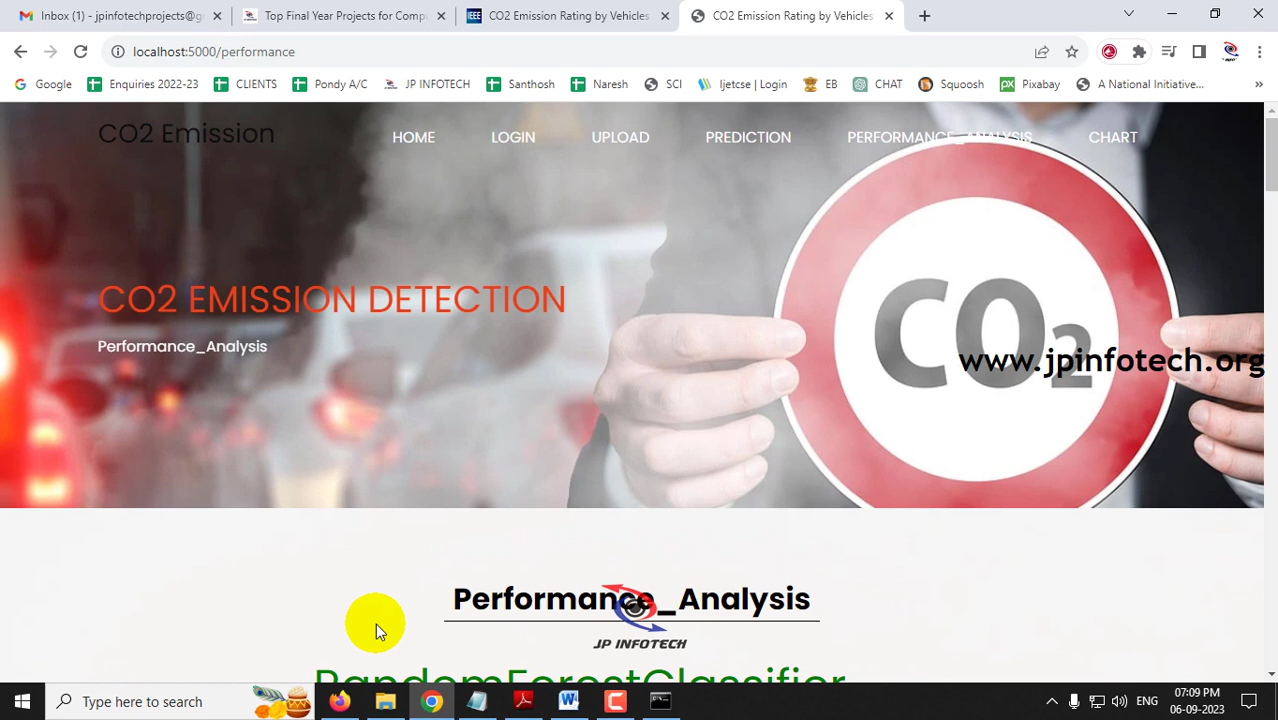 Inbox (1) - jpinfotechprojects@g
Top Final Year Projects for Compu
CO2 Emission Rating by Vehicles
CO2 Emission Rating by Vehicles
localhost:5000/performance
Google
Enquiries 2022-23
CLIENTS
Pondy A/C
JP INFOTECH
Santhosh
Naresh
SCI
Ijetcse | Login
EB
CHAT
Squoosh
Pixabay
A National Initiative...
CO2 Emission
HOME
LOGIN
UPLOAD
PREDICTION
PERFORMANCE_ANALYSIS
CHART
CO2 EMISSION DETECTION
Performance_Analysis
CO2
www.jpinfotech.org
Performance_Analysis
JP INFOTECH
RandomForestClassifier
Type here to search
ENG
07:09 PM
06-09-2023